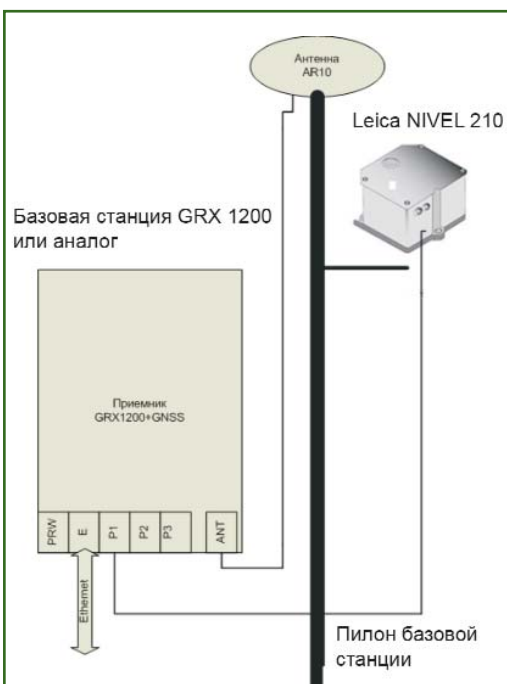 Антенна
AR10
Leica NIVEL 210
Базовая станция GRX 1200
или аналог
Приемник
GRX1200+GNSS
PRW
E
P1
P2
P3
ANT
Ethernet
Пилон базовой
станции